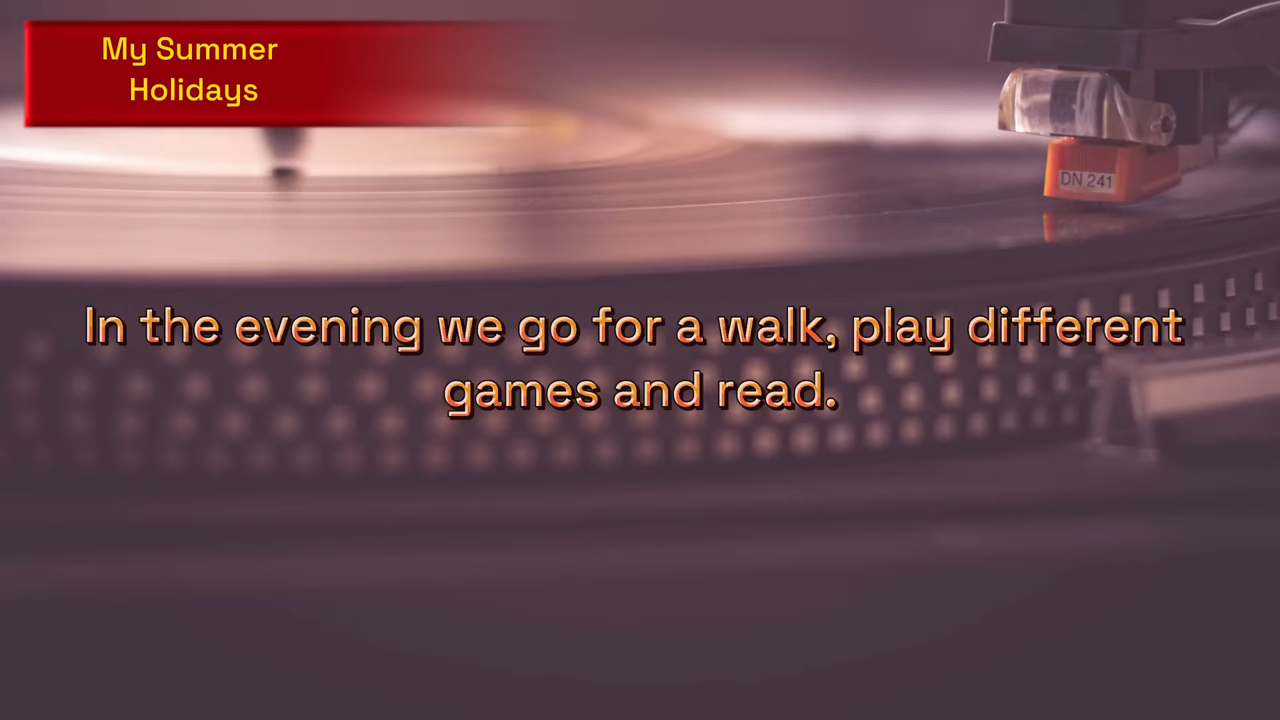 My Summer
Holidays
DN 241
In the evening we go for a walk, play different
games and read.